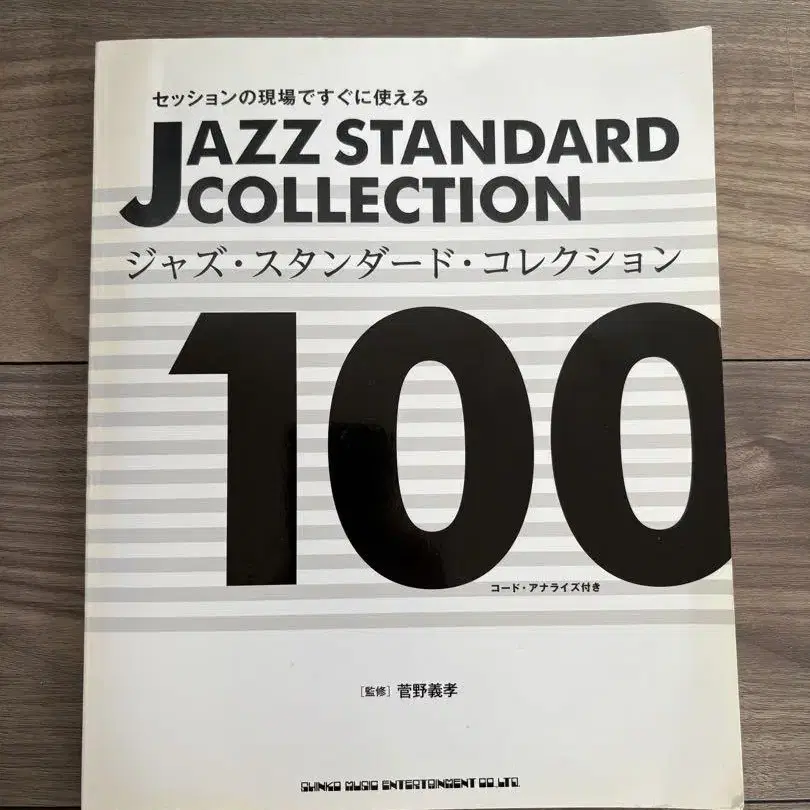 セッションの現場ですぐに使える
JAZZ STANDARD
COLLECTION
ジャズ・スタンダード・コレクション
100
コード・アナライズ付き
[監修] 菅野義孝
SHINKO MUSIC ENTERTAINMENT CO.,LTD.